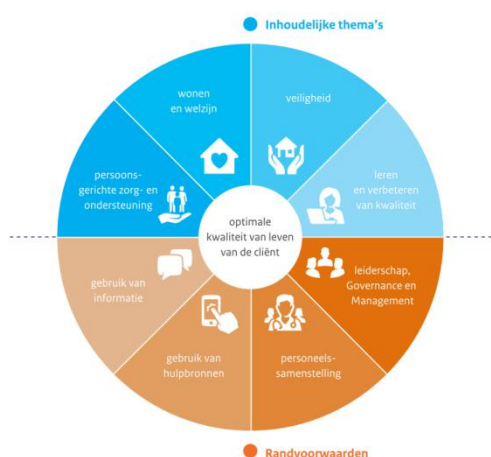 Inhoudelijke thema's
wonen
en welzijn
veiligheid
persoons-
gerichte zorg- en
ondersteuning
leren
en verbeteren
van kwaliteit
optimale
kwaliteit van leven
van de cliënt
gebruik van
informatie
leiderschap,
Governance en
Management
gebruik van
hulpbronnen
personeels-
samenstelling
Randvoorwaarden